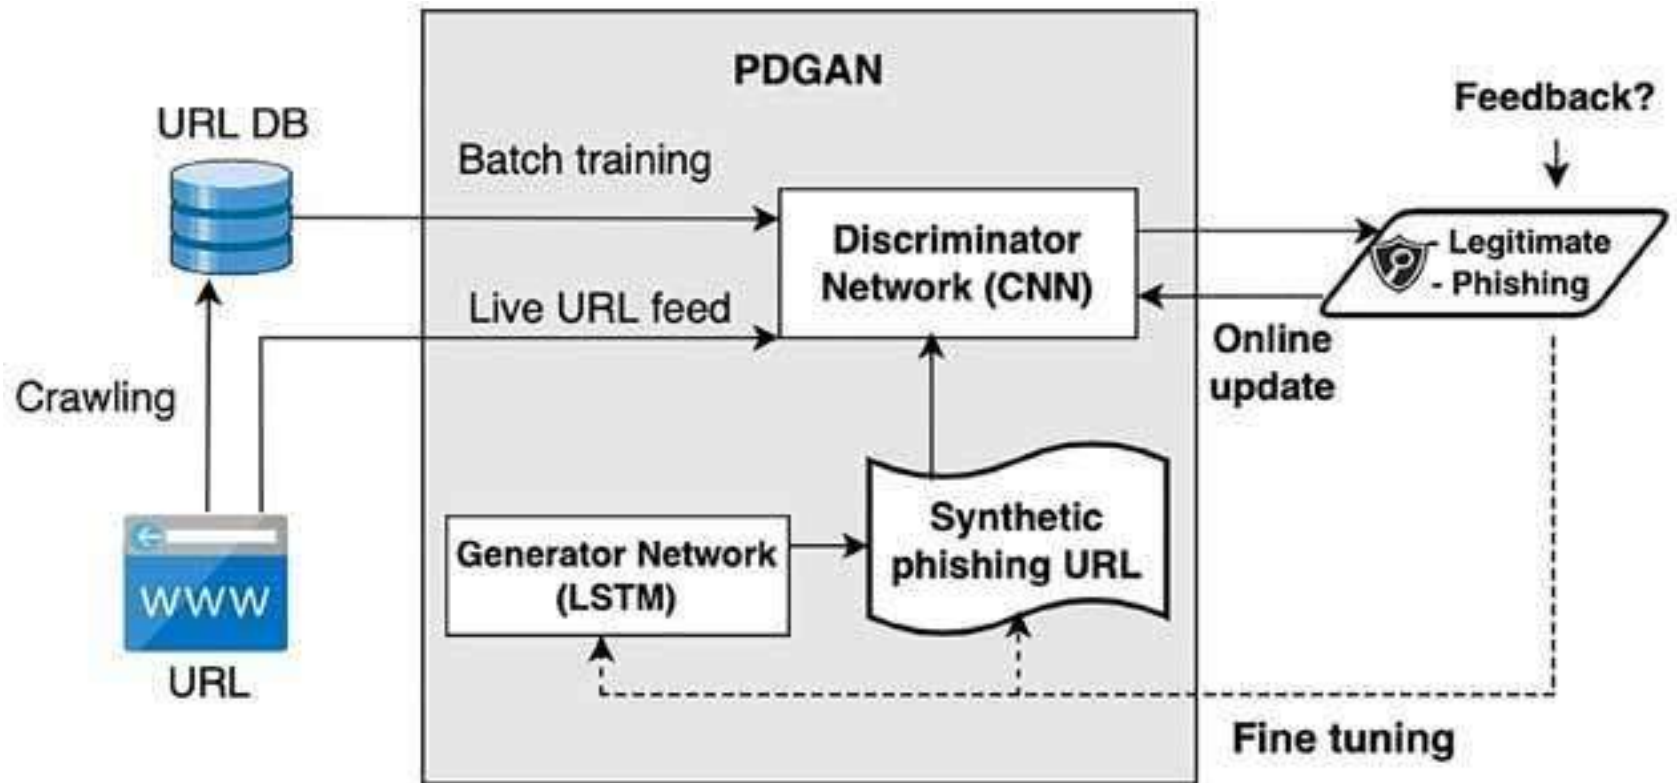 PDGAN
Feedback?
URL DB
Batch training
Discriminator
Network (CNN)
- Legitimate
- Phishing
Live URL feed
Online
update
Crawling
Synthetic
phishing URL
Generator Network
(LSTM)
WWW
URL
Fine tuning